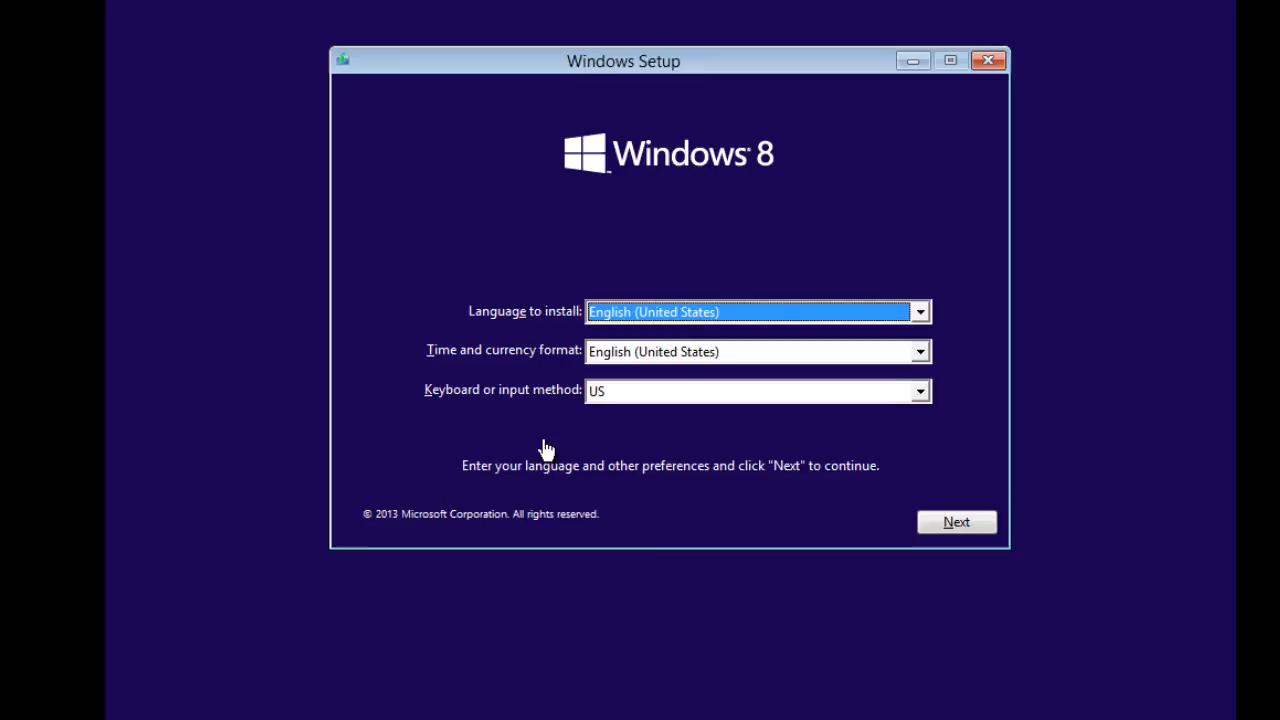 Windows Setup
Windows® 8
Language to install: English (United States)
Time and currency format: English (United States)
Keyboard or input method: US
Enter your language and other preferences and click "Next" to continue.
© 2013 Microsoft Corporation. All rights reserved.
Next